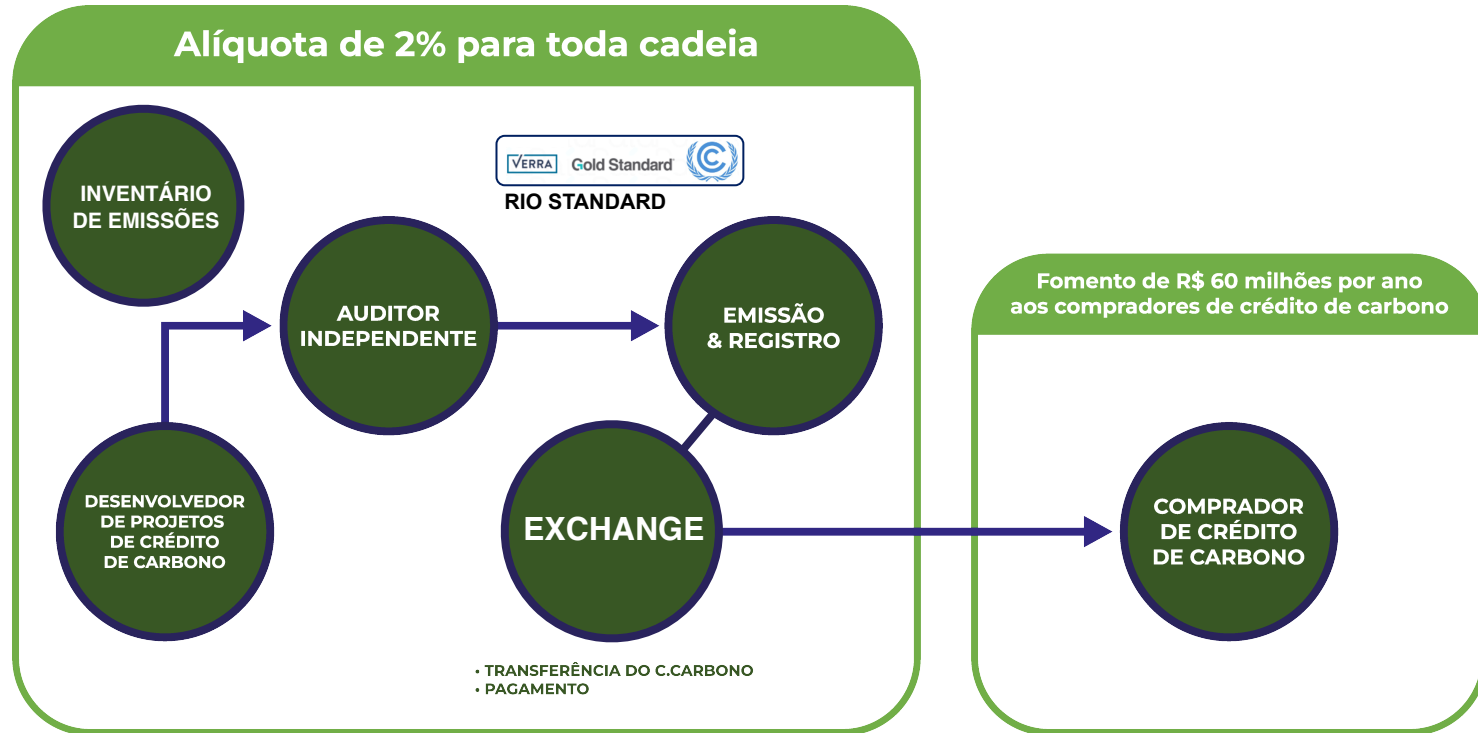 Alíquota de 2% para toda cadeia
INVENTÁRIO
DE EMISSÕES
VERRA
Gold Standard
RIO STANDARD
AUDITOR
INDEPENDENTE
EMISSÃO
& REGISTRO
DESENVOLVEDOR
DE PROJETOS
DE CRÉDITO
DE CARBONO
EXCHANGE
• TRANSFERÊNCIA DO C.CARBONO
• PAGAMENTO
Fomento de R$ 60 milhões por ano
aos compradores de crédito de carbono
COMPRADOR
DE CRÉDITO
DE CARBONO